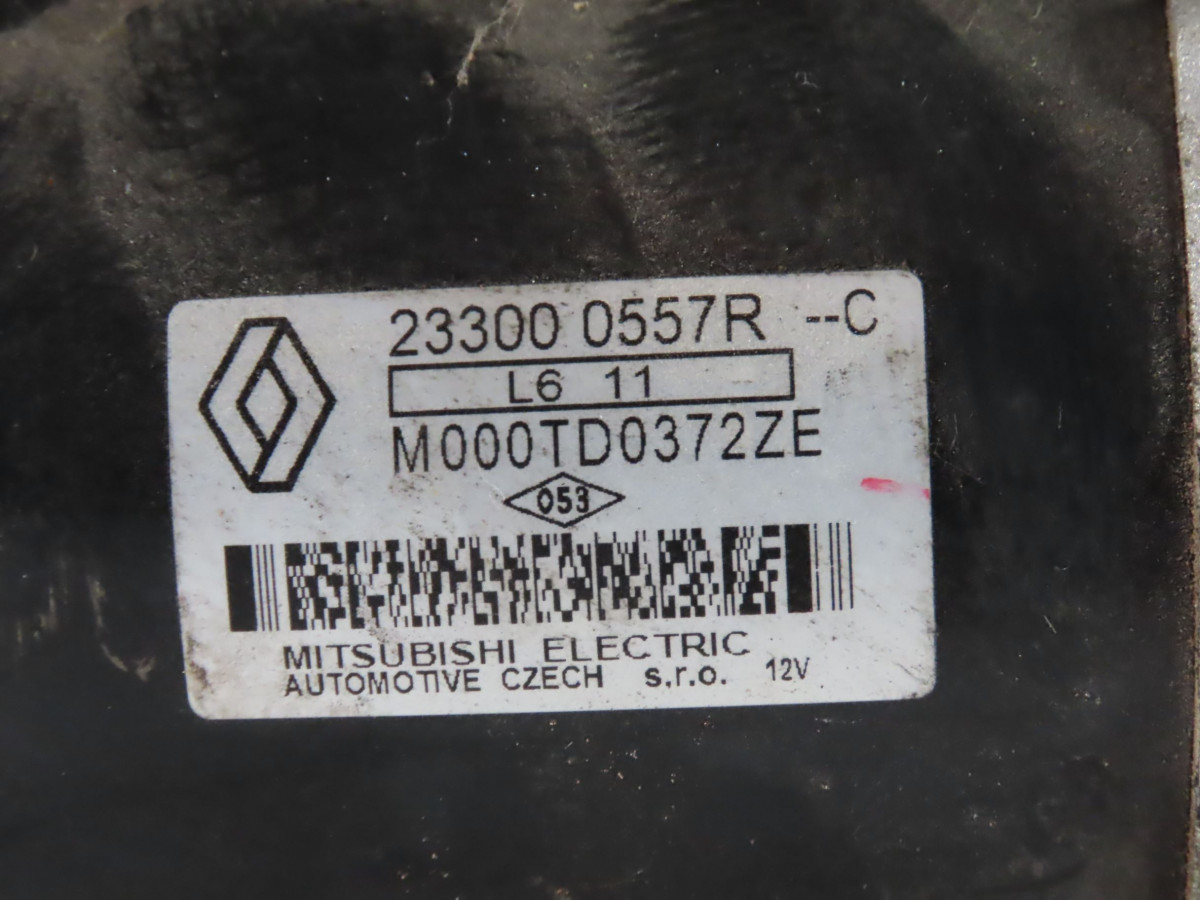 23300 0557R --C
L6 11
M000TD0372ZE
053
MITSUBISHI ELECTRIC
AUTOMOTIVE CZECH s.r.o. 12V